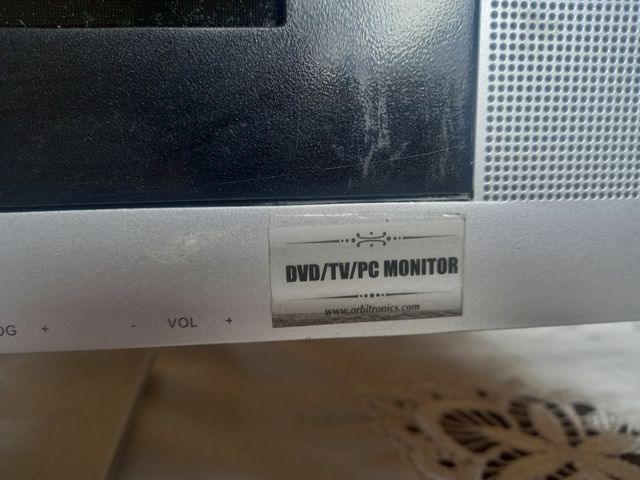 DVD/TV/PC MONITOR
www.orbitronics.com
OG + - VOL +